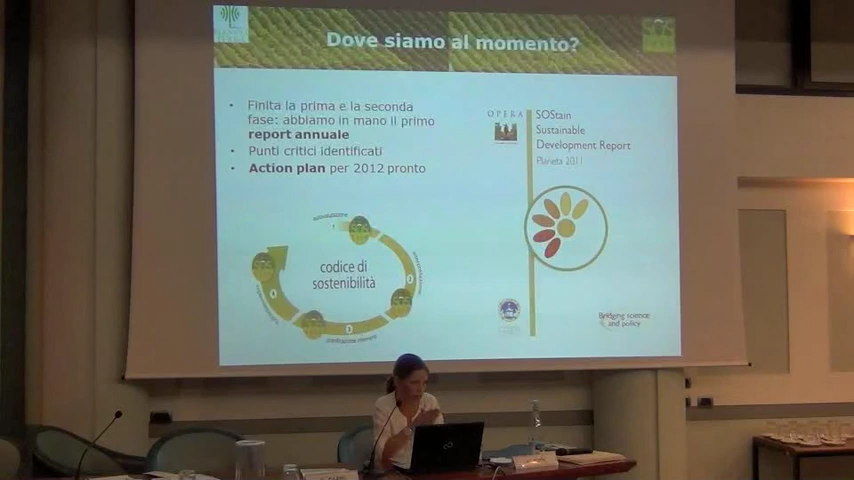 Dove siamo al momento?
• Finita la prima e la seconda
fase: abbiamo in mano il primo
report annuale
• Punti critici identificati
• Action plan per 2012 pronto
codice di
sostenibilità
OPERA
SOStain
Sustainable
Development Report
Planeta 2011
Bridging science
and policy